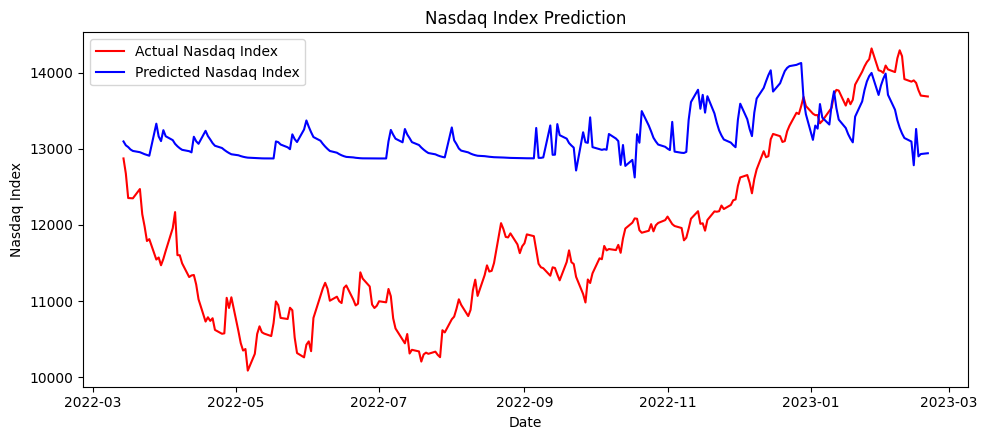 Nasdaq Index Prediction
Actual Nasdaq Index
Predicted Nasdaq Index
Nasdaq Index
14000
13000
12000
11000
10000
2022-03
2022-05
2022-07
2022-09
2022-11
2023-01
2023-03
Date